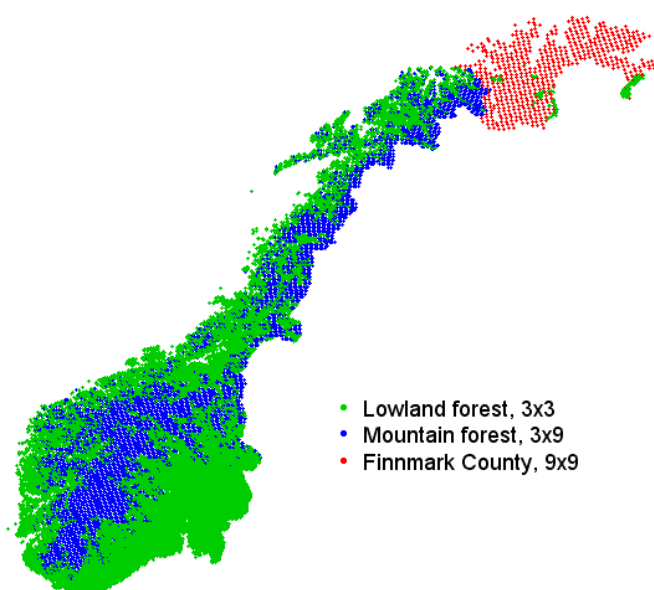 Lowland forest, 3x3
Mountain forest, 3x9
Finnmark County, 9x9